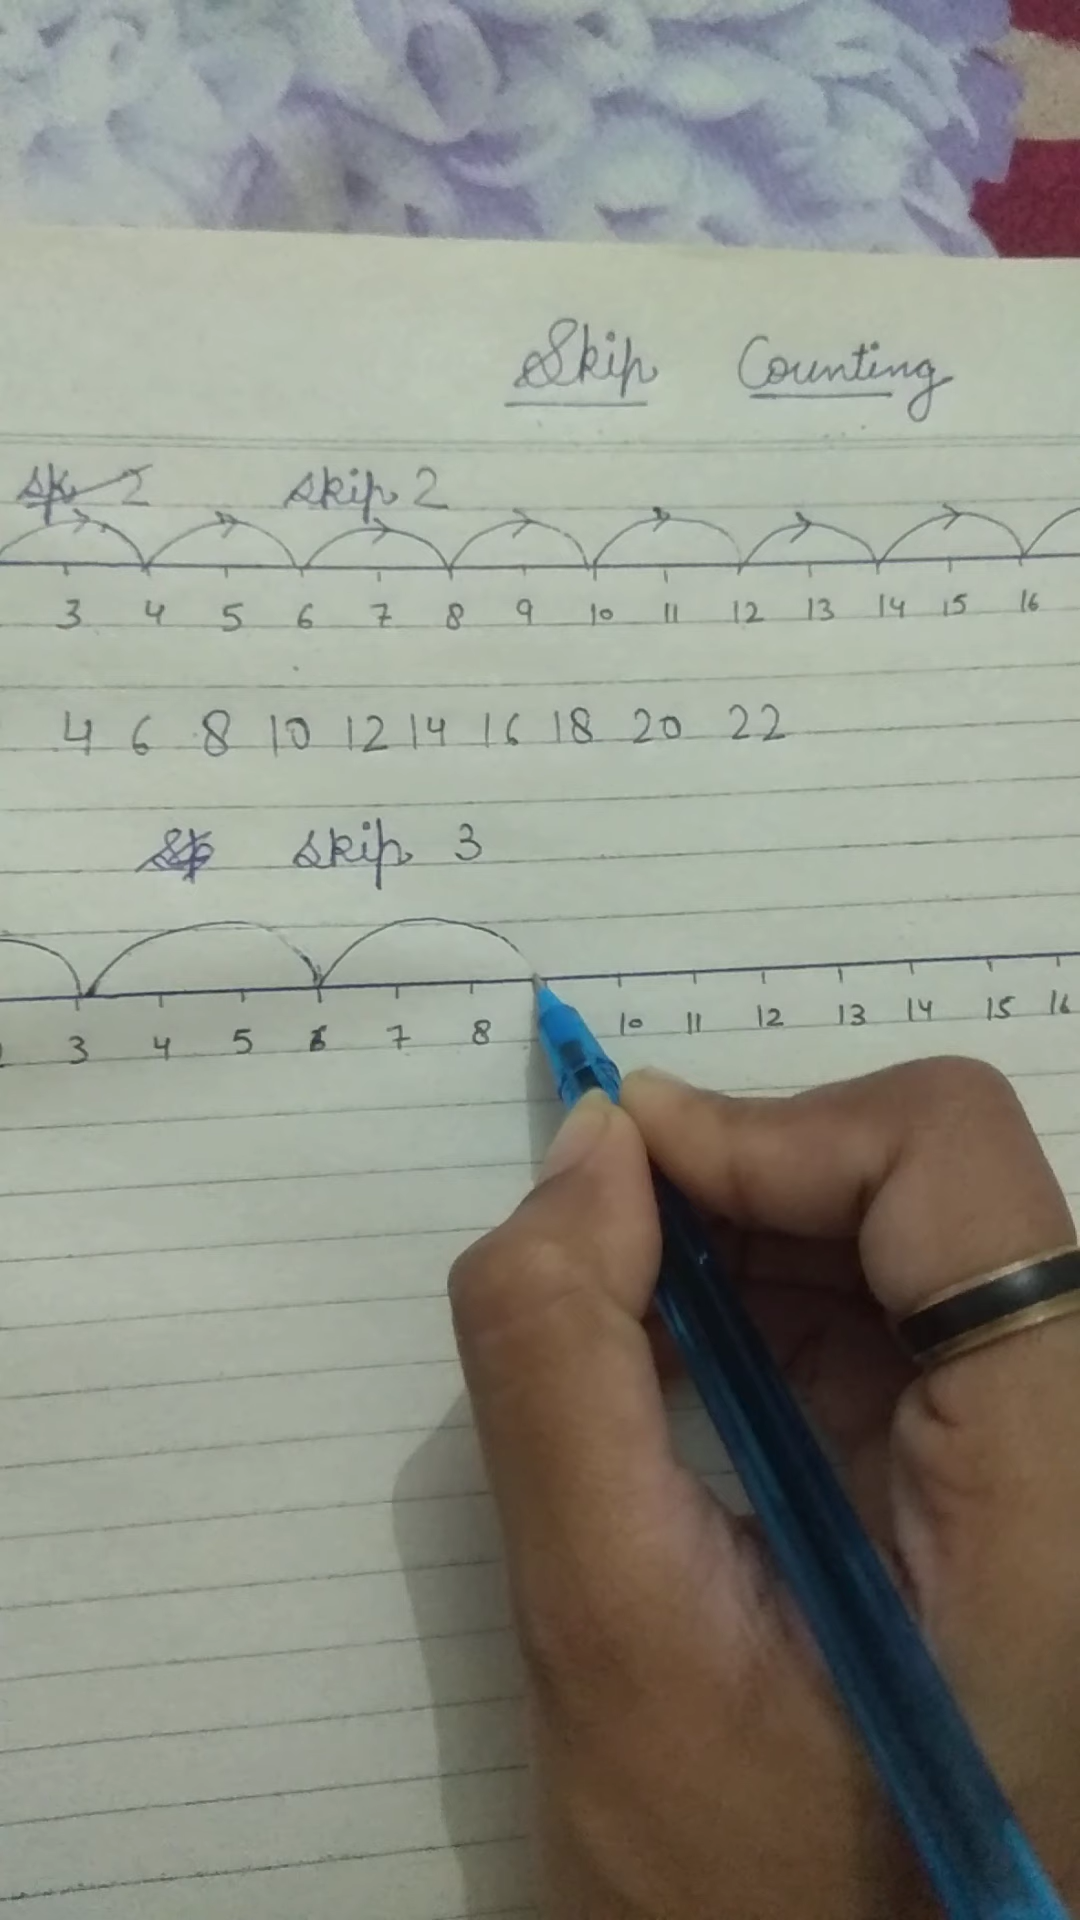 Skip Counting
skip 2
3 4 5 6 7 8 9 10 11 12 13 14 15 16
4 6 8 10 12 14 16 18 20 22
skip 3
3 4 5 6 7 8 10 11 12 13 14 15 16